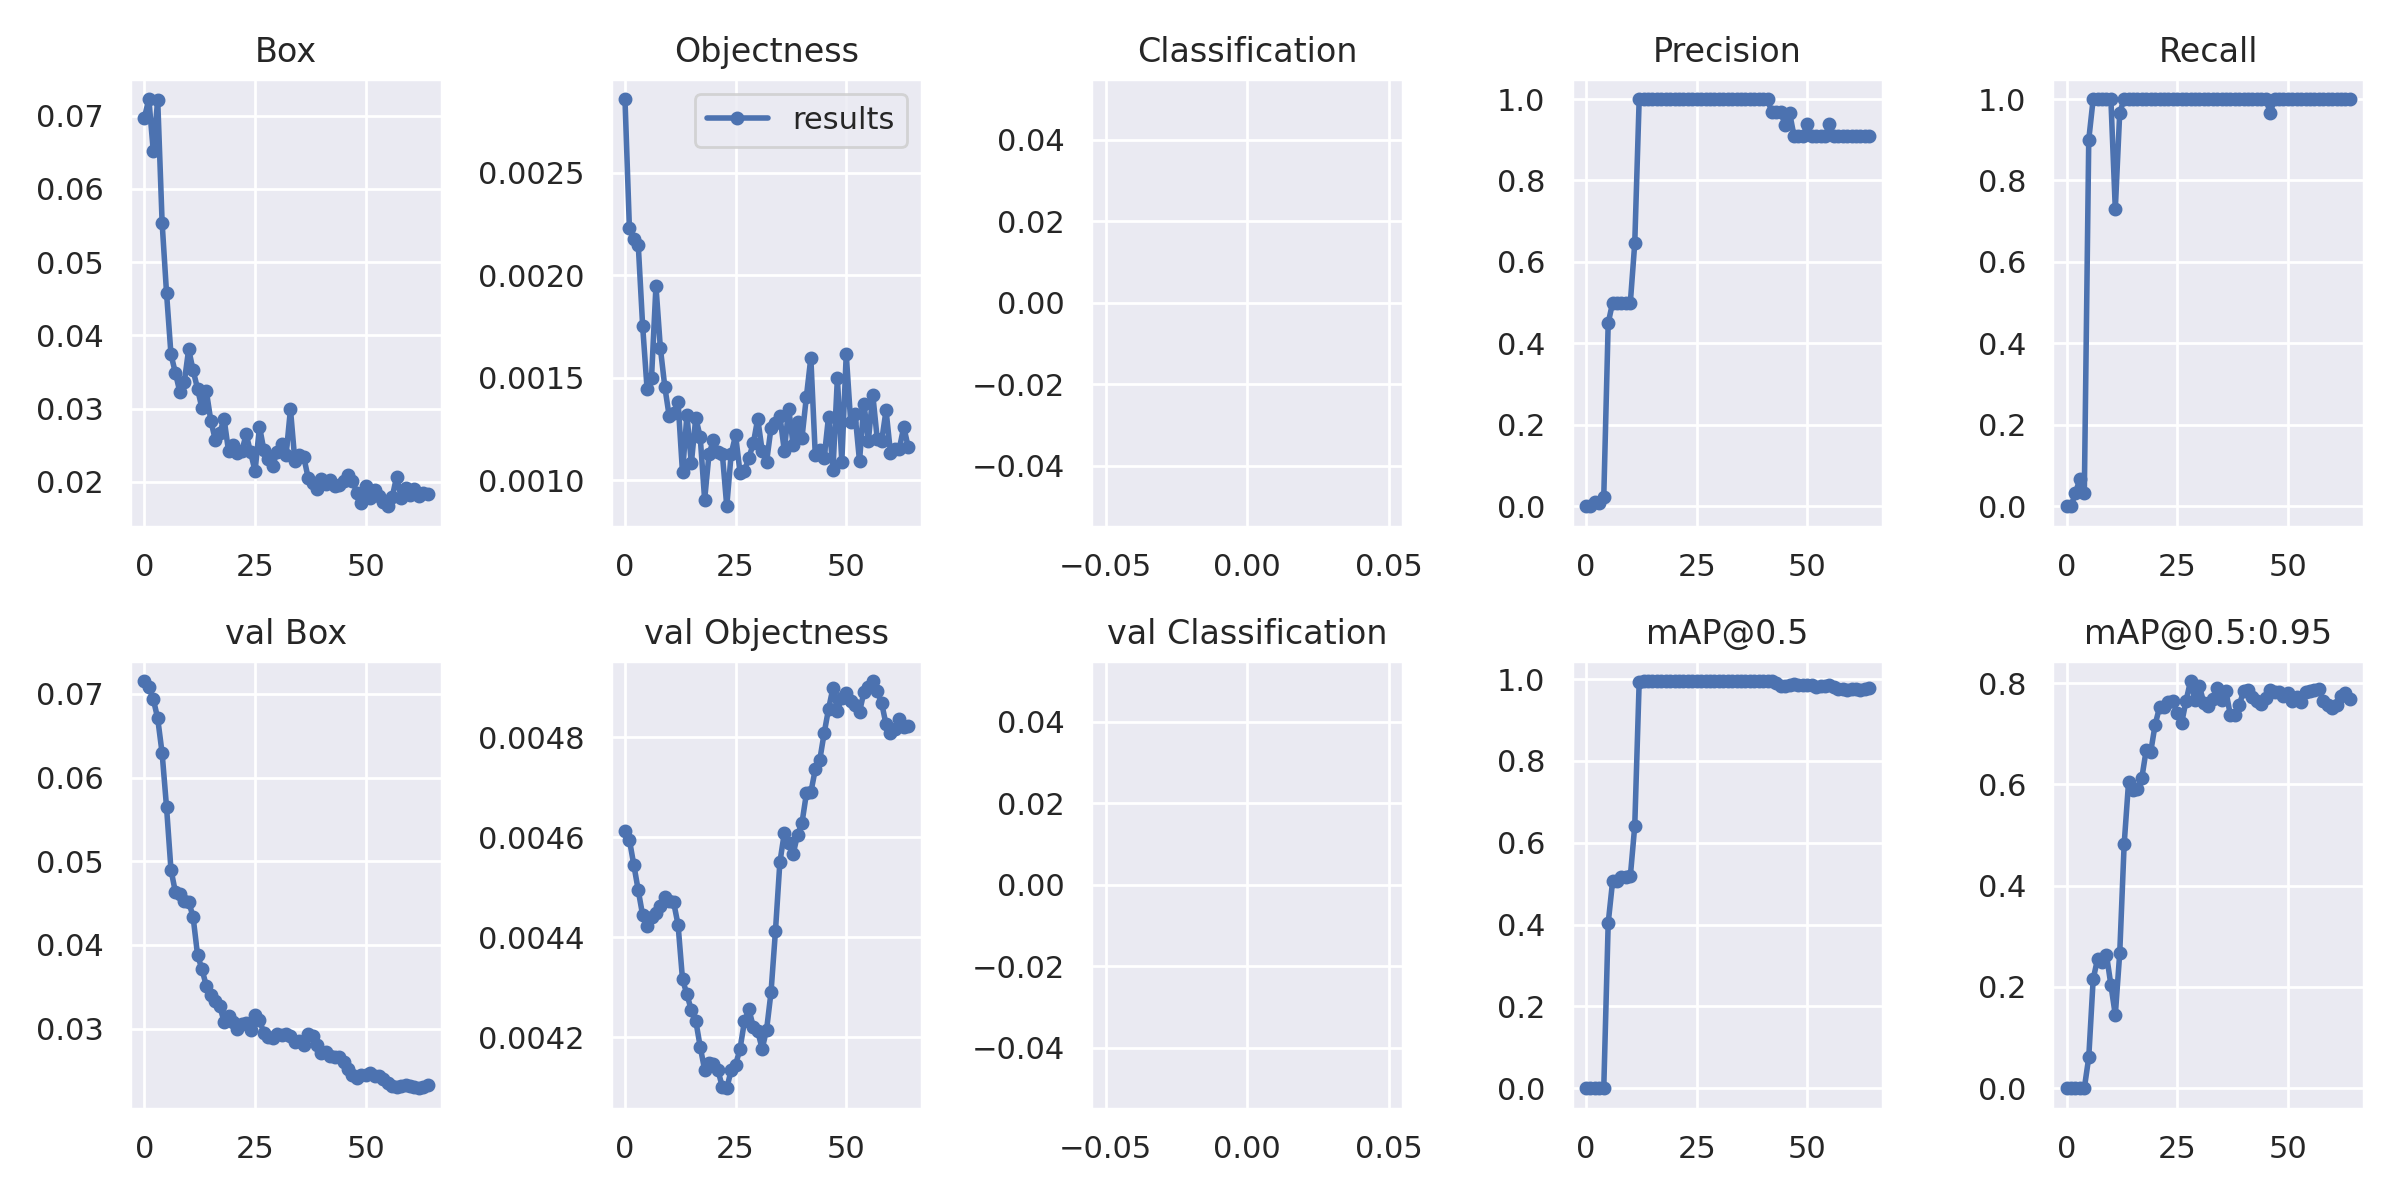 Box
0.07
0.06
0.05
0.04
0.03
0.02
0 25 50
Objectness
results
0.0025
0.0020
0.0015
0.0010
0 25 50
Classification
0.04
0.02
0.00
−0.02
−0.04
−0.05 0.00 0.05
Precision
1.0
0.8
0.6
0.4
0.2
0.0
0 25 50
Recall
1.0
0.8
0.6
0.4
0.2
0.0
0 25 50
val Box
0.07
0.06
0.05
0.04
0.03
0 25 50
val Objectness
0.0048
0.0046
0.0044
0.0042
0 25 50
val Classification
0.04
0.02
0.00
−0.02
−0.04
−0.05 0.00 0.05
mAP@0.5
1.0
0.8
0.6
0.4
0.2
0.0
0 25 50
mAP@0.5:0.95
0.8
0.6
0.4
0.2
0.0
0 25 50